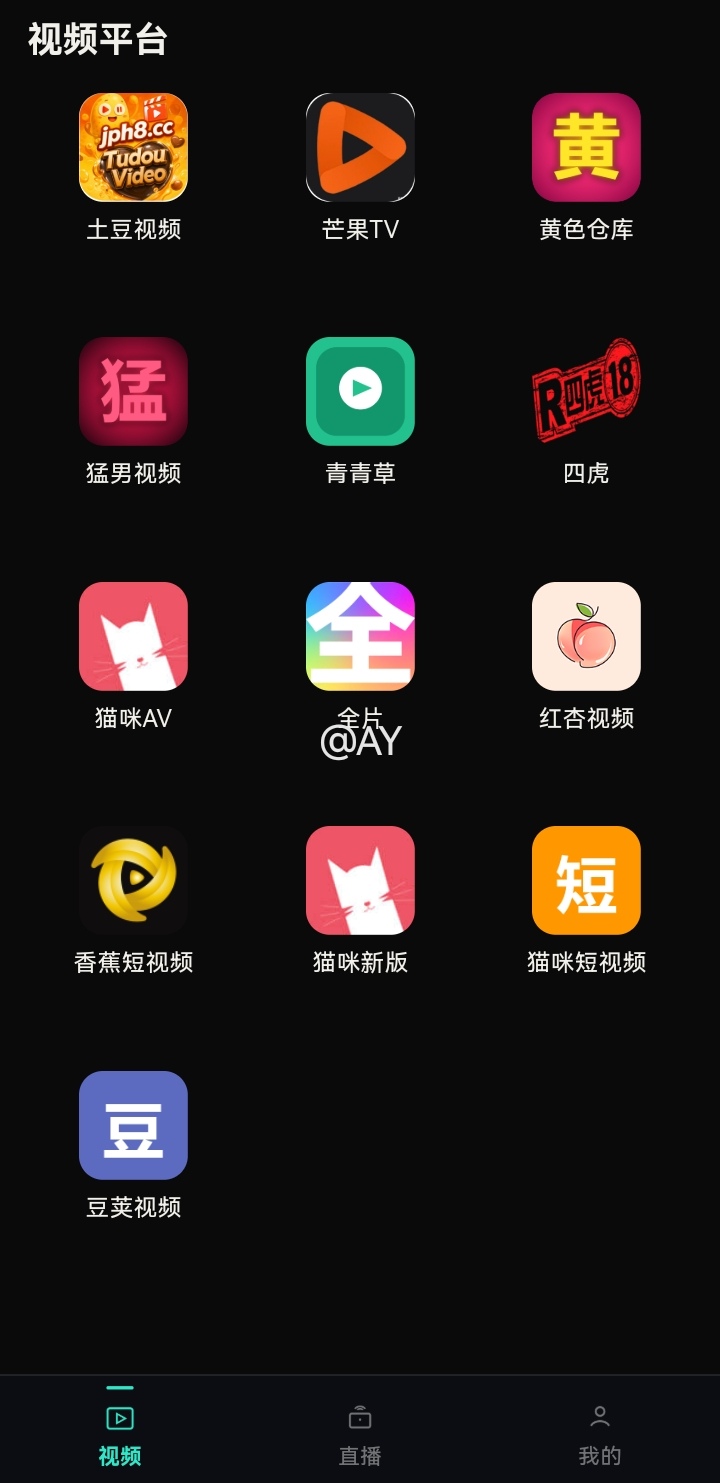 视频平台
jph8.cc
Tudou
Video
土豆视频
芒果TV
黄
黄色仓库
猛
猛男视频
青青草
R四虎18
四虎
猫咪AV
全
全片
@AY
红杏视频
香蕉短视频
猫咪新版
短
猫咪短视频
豆
豆荚视频
视频
直播
我的